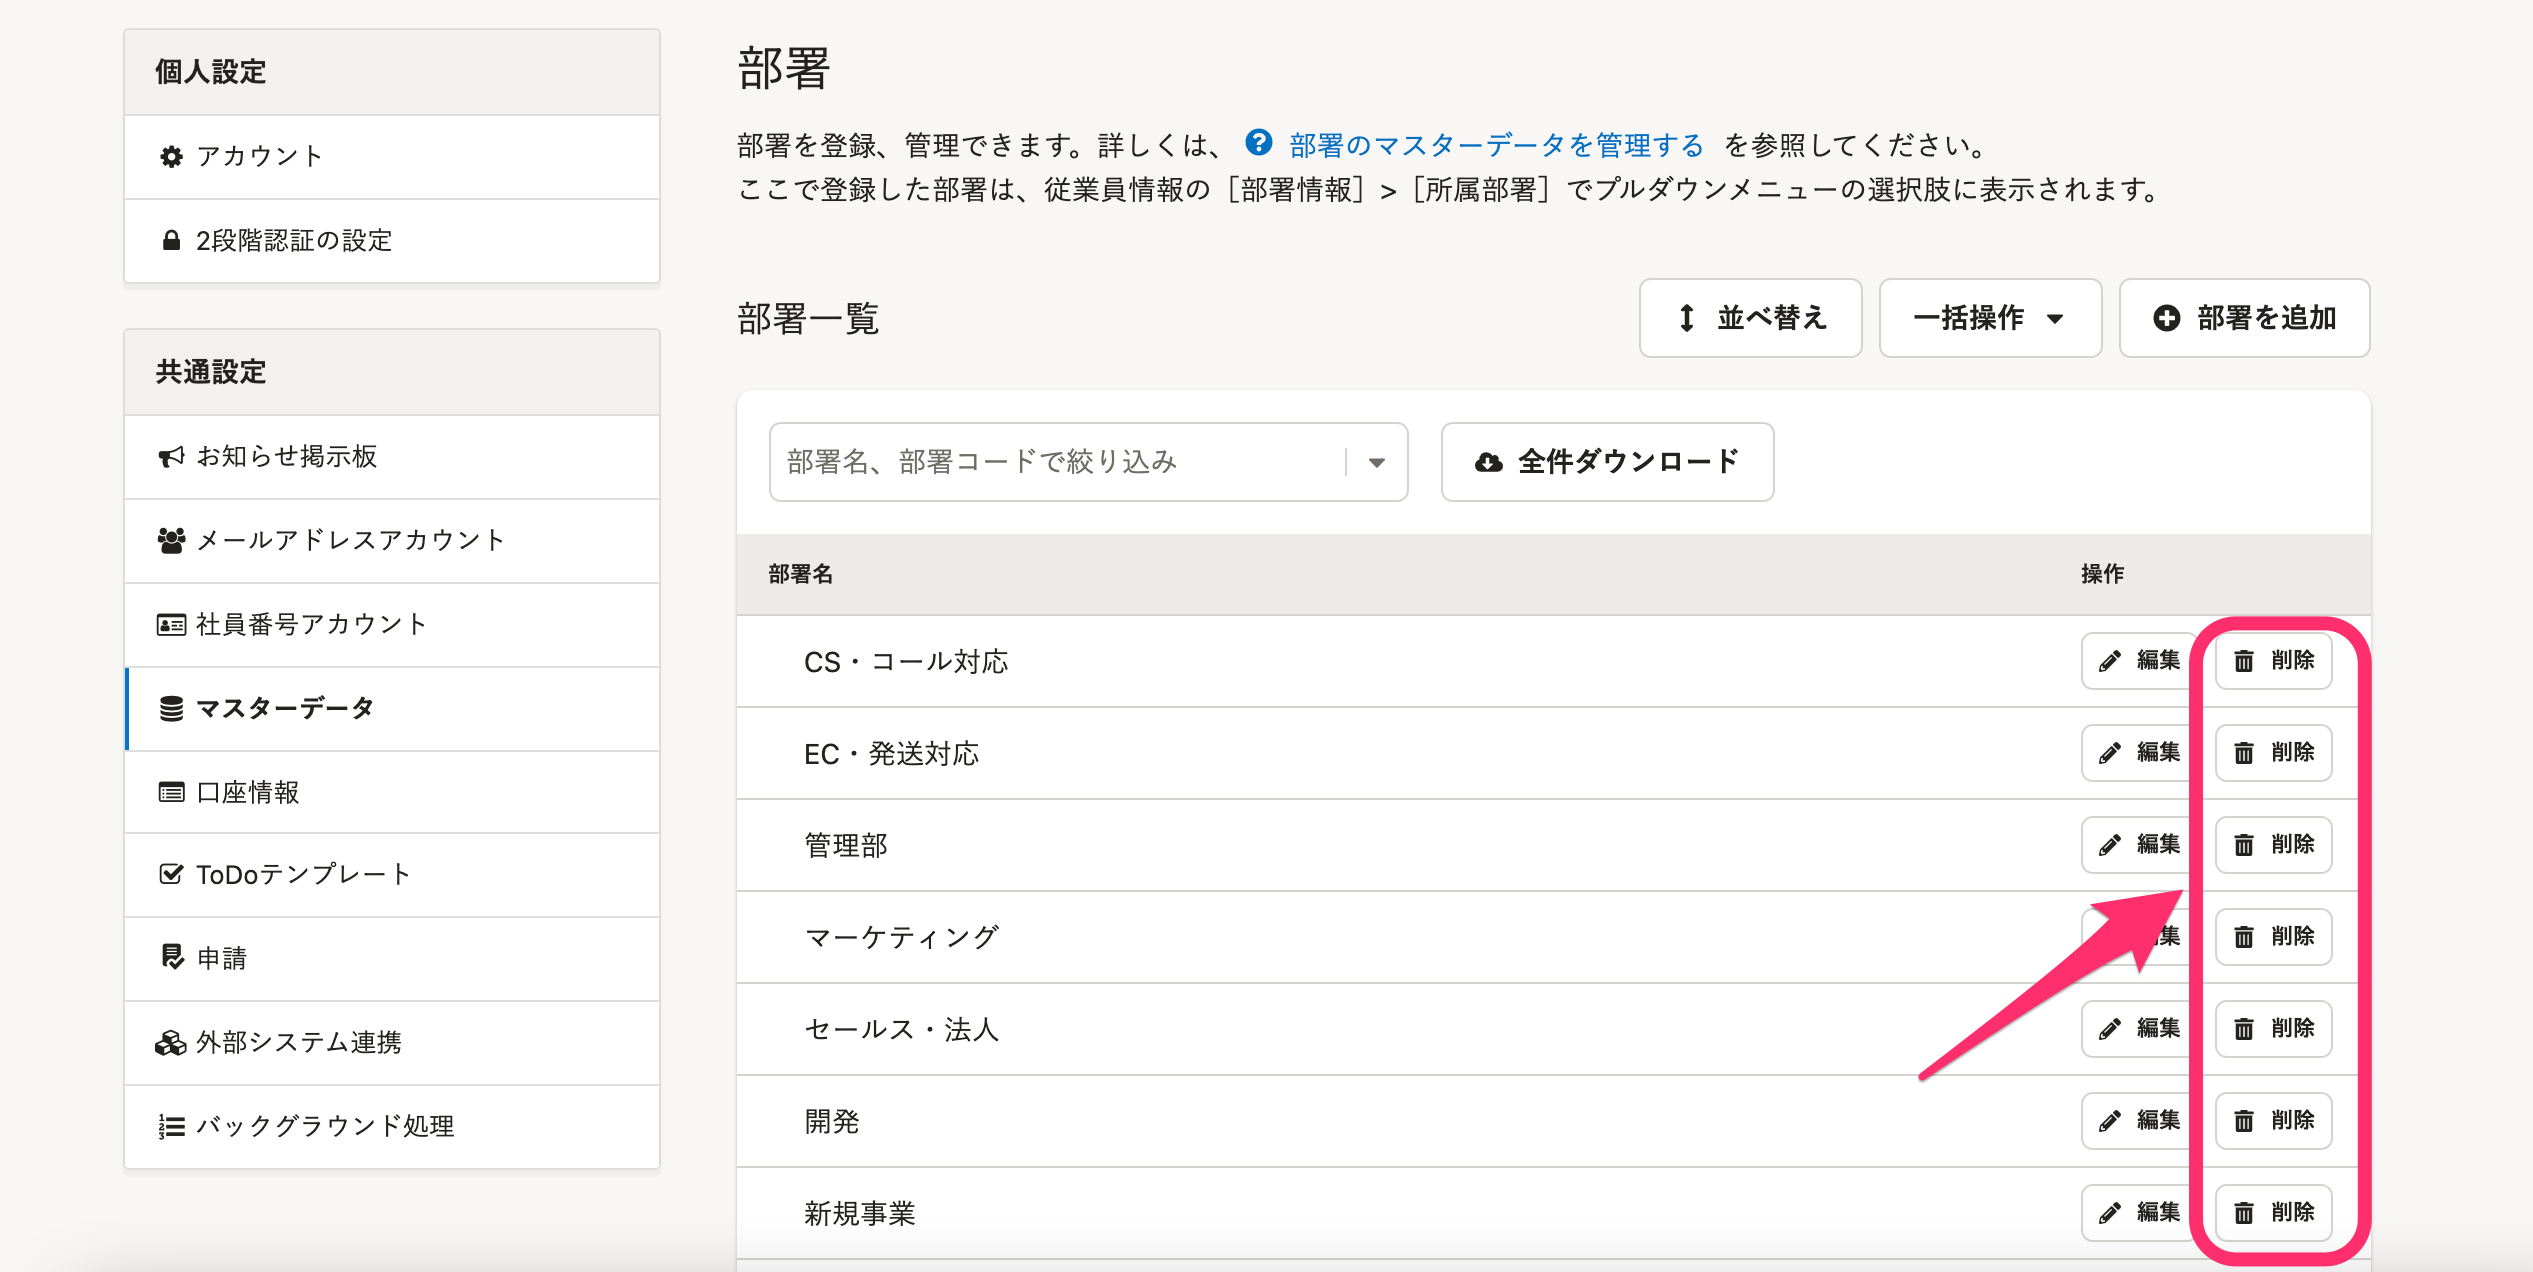 個人設定
アカウント
2段階認証の設定
共通設定
お知らせ掲示板
メールアドレスアカウント
社員番号アカウント
マスターデータ
口座情報
ToDoテンプレート
申請
外部システム連携
バックグラウンド処理
部署
部署を登録、管理できます。詳しくは、 部署のマスターデータを管理する を参照してください。
ここで登録した部署は、従業員情報の［部署情報］>［所属部署］でプルダウンメニューの選択肢に表示されます。
部署一覧
並べ替え 一括操作 部署を追加
部署名、部署コードで絞り込み 全件ダウンロード
部署名 操作
CS・コール対応 編集 削除
EC・発送対応 編集 削除
管理部 編集 削除
マーケティング 集 削除
セールス・法人 編集 削除
開発 編集 削除
新規事業 編集 削除